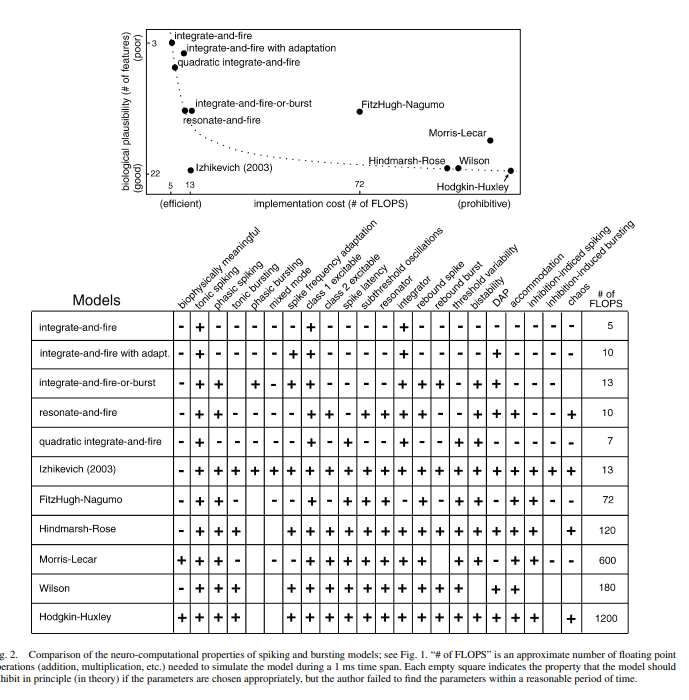 integrate-and-fire
integrate-and-fire with adaptation
quadratic integrate-and-fire
integrate-and-fire-or-burst
resonate-and-fire
FitzHugh-Nagumo
Morris-Lecar
Izhikevich (2003)
Hindmarsh-Rose
Wilson
Hodgkin-Huxley
biological plausibility (# of features)
(poor)
(good)
3
22
5
13
72
(efficient)
implementation cost (# of FLOPS)
(prohibitive)
Models
biophysically meaningful
tonic spiking
phasic spiking
tonic bursting
phasic bursting
mixed mode
spike frequency adaptation
class 1 excitable
class 2 excitable
spike latency
subthreshold oscillations
resonator
integrator
rebound spike
rebound burst
threshold variability
bistability
DAP
accommodation
inhibition-induced spiking
inhibition-induced bursting
chaos
# of
FLOPS
integrate-and-fire - + - - - - - + - - - - + - - - - - - - - - 5
integrate-and-fire with adapt. - + - - - - + + - - - - + - - - - + - - - - 10
integrate-and-fire-or-burst - + + + - + + - - - - + + + - + + - - - 13
resonate-and-fire - + + - - - - + + - + + + + - - + + + - - + 10
quadratic integrate-and-fire - + - - - - - + - + - - + - - + + - - - - - 7
Izhikevich (2003) - + + + + + + + + + + + + + + + + + + + + + 13
FitzHugh-Nagumo - + + - - - + - + + + - + - + + - + + - - 72
Hindmarsh-Rose - + + + + + + + + + + + + + + + + + + 120
Morris-Lecar + + + - - - + + + + + + + + + - + + - - 600
Wilson - + + + + + + + + + + + + + + + 180
Hodgkin-Huxley + + + + + + + + + + + + + + + + + + + 1200
g. 2. Comparison of the neuro-computational properties of spiking and bursting models; see Fig. 1. "# of FLOPS" is an approximate number of floating point
erations (addition, multiplication, etc.) needed to simulate the model during a 1 ms time span. Each empty square indicates the property that the model should
hibit in principle (in theory) if the parameters are chosen appropriately, but the author failed to find the parameters within a reasonable period of time.